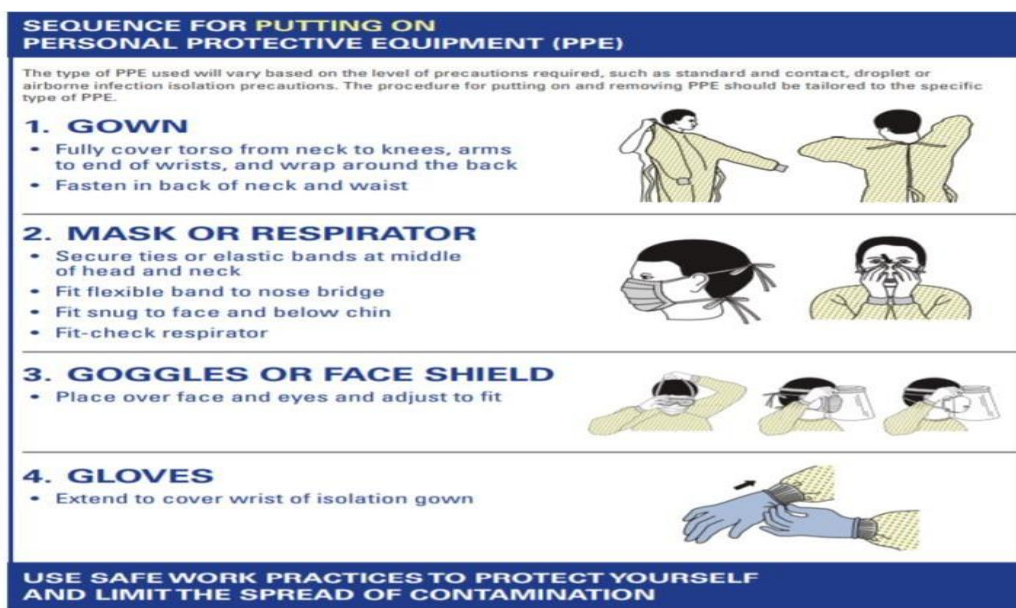 SEQUENCE FOR PUTTING ON
PERSONAL PROTECTIVE EQUIPMENT (PPE)
The type of PPE used will vary based on the level of precautions required, such as standard and contact, droplet or
airborne infection isolation precautions. The procedure for putting on and removing PPE should be tailored to the specific
type of PPE.
1. GOWN
• Fully cover torso from neck to knees, arms
to end of wrists, and wrap around the back
• Fasten in back of neck and waist
2. MASK OR RESPIRATOR
• Secure ties or elastic bands at middle
of head and neck
• Fit flexible band to nose bridge
• Fit snug to face and below chin
• Fit-check respirator
3. GOGGLES OR FACE SHIELD
• Place over face and eyes and adjust to fit
4. GLOVES
• Extend to cover wrist of isolation gown
USE SAFE WORK PRACTICES TO PROTECT YOURSELF
AND LIMIT THE SPREAD OF CONTAMINATION